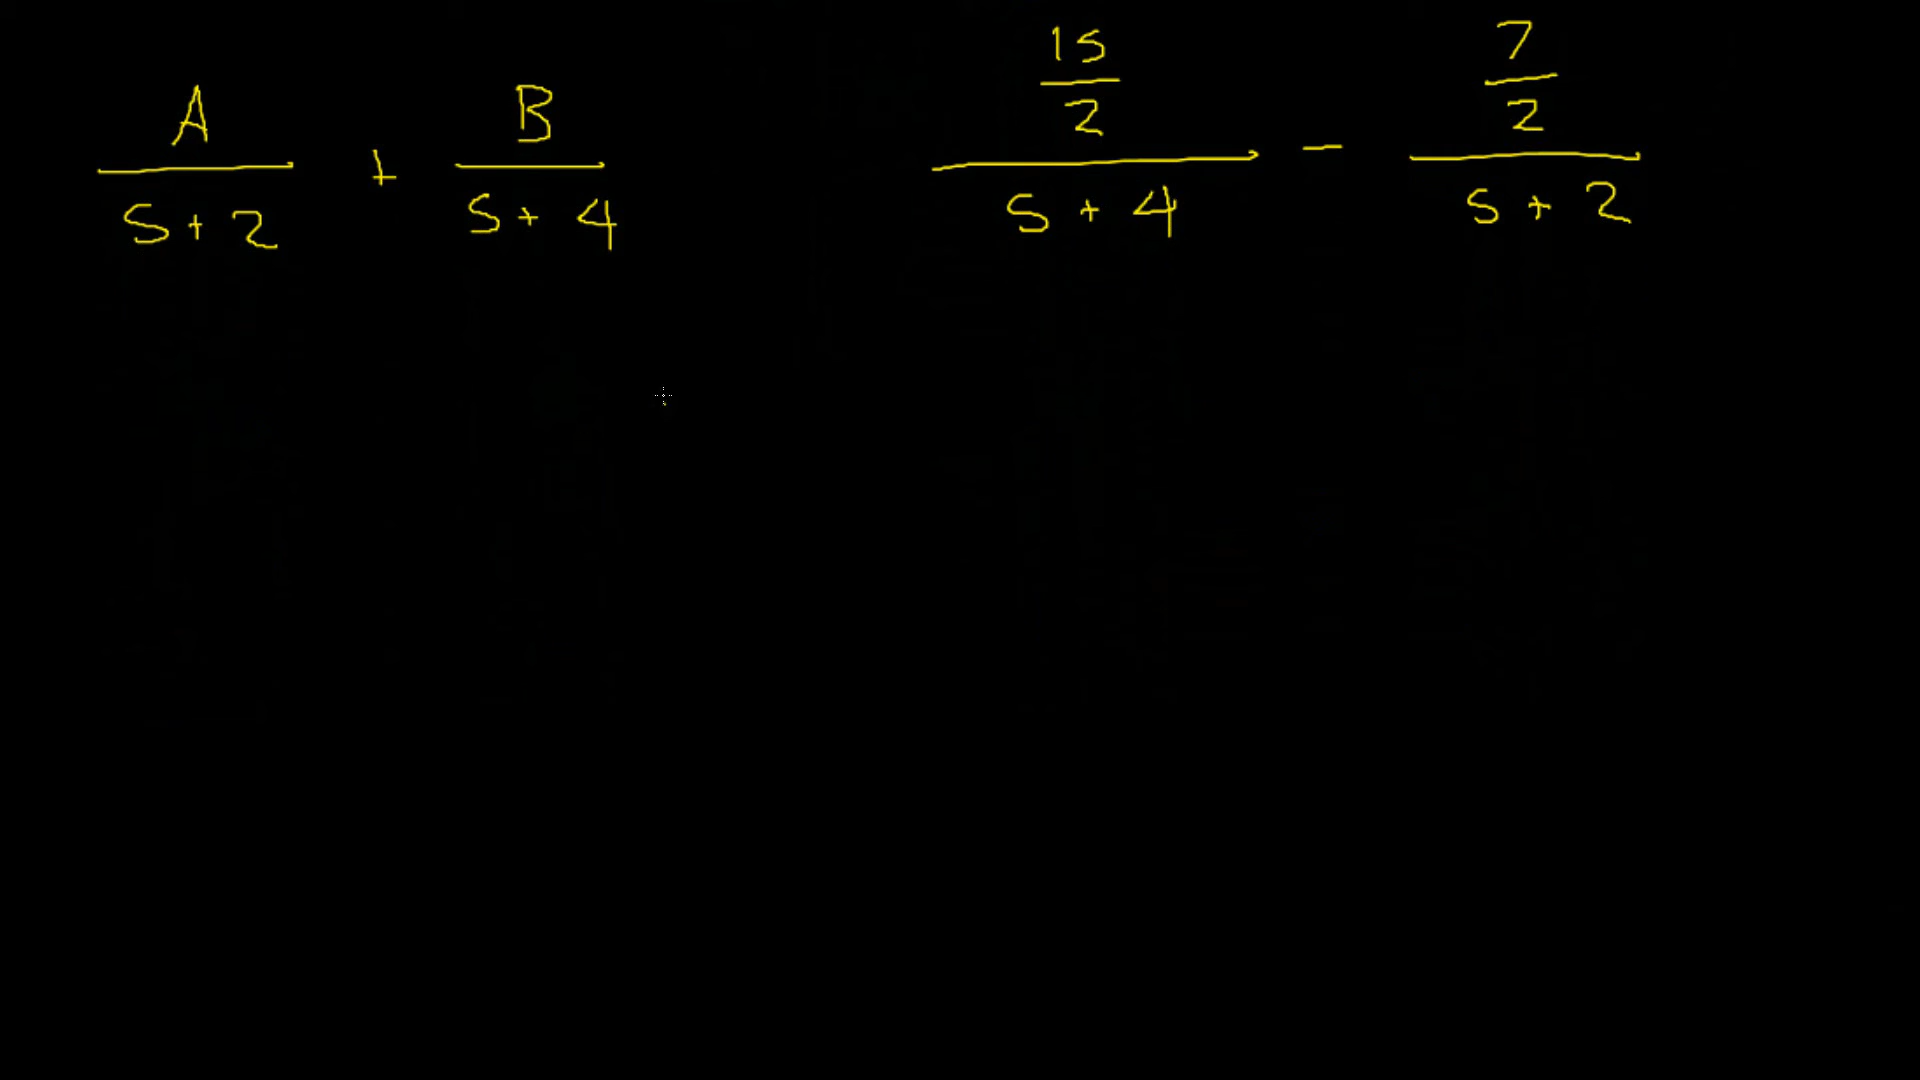 A/(s+2) + B/(s+4)
(15/2)/(s+4) - (7/2)/(s+2)